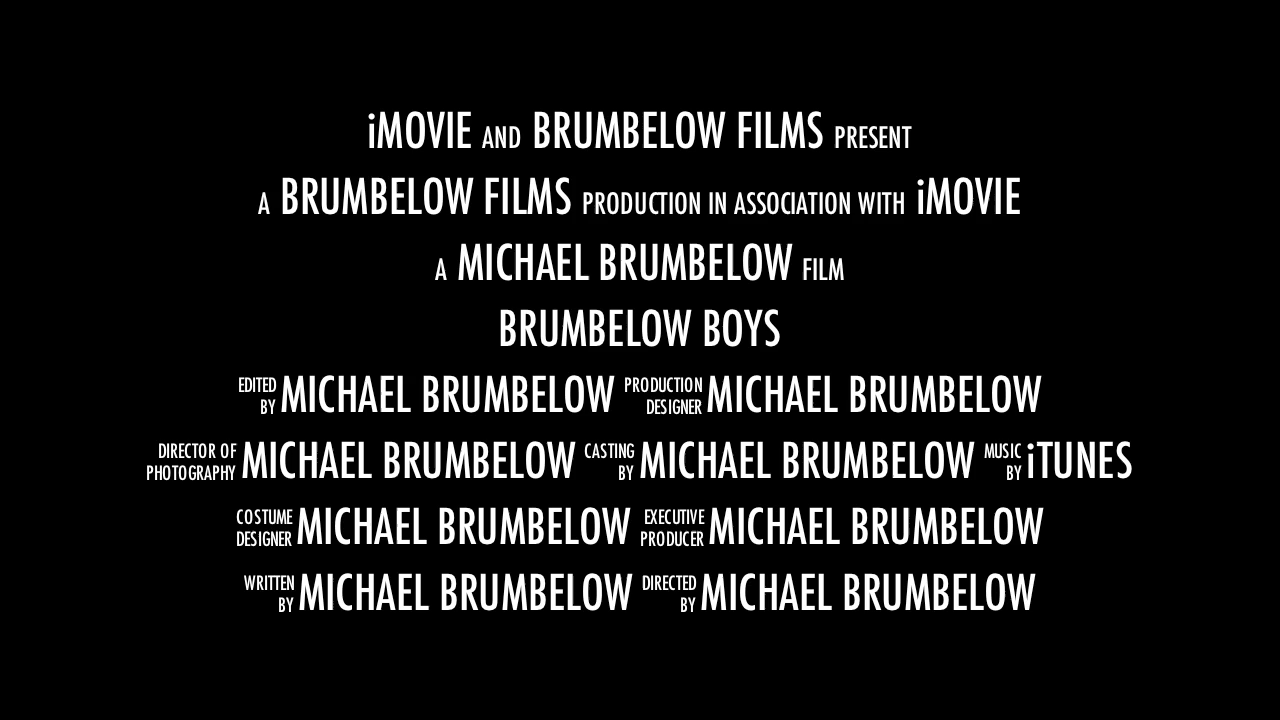 iMOVIE AND BRUMBELOW FILMS PRESENT
A BRUMBELOW FILMS PRODUCTION IN ASSOCIATION WITH iMOVIE
A MICHAEL BRUMBELOW FILM
BRUMBELOW BOYS
EDITED BY MICHAEL BRUMBELOW PRODUCTION DESIGNER MICHAEL BRUMBELOW
DIRECTOR OF PHOTOGRAPHY MICHAEL BRUMBELOW CASTING BY MICHAEL BRUMBELOW MUSIC BY iTUNES
COSTUME DESIGNER MICHAEL BRUMBELOW EXECUTIVE PRODUCER MICHAEL BRUMBELOW
WRITTEN BY MICHAEL BRUMBELOW DIRECTED BY MICHAEL BRUMBELOW